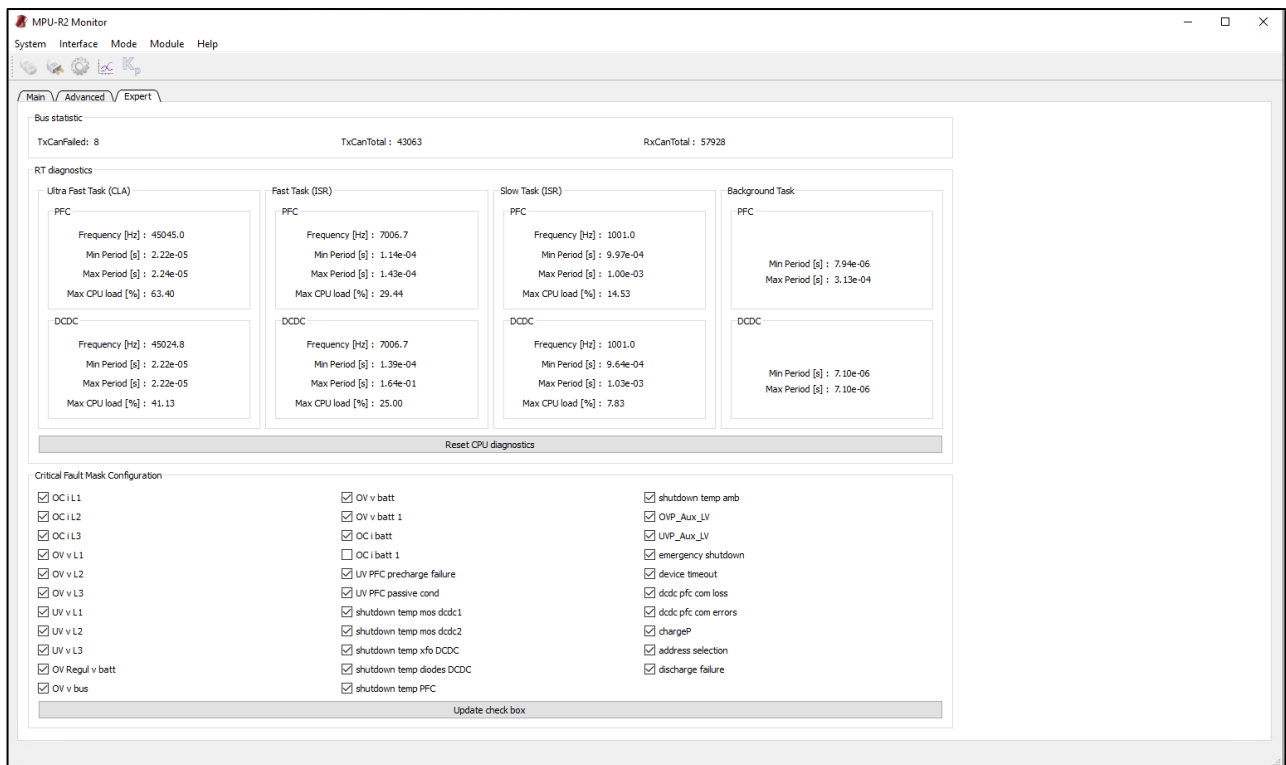 MPU-R2 Monitor
System Interface Mode Module Help
Kp
Main Advanced Expert
Bus statistic
TxCanFailed: 8 TxCanTotal : 43063 RxCanTotal : 57928
RT diagnostics
Ultra Fast Task (CLA) Fast Task (ISR) Slow Task (ISR) Background Task
PFC PFC PFC PFC
Frequency [Hz] : 45045.0 Frequency [Hz] : 7006.7 Frequency [Hz] : 1001.0
Min Period [s] : 2.22e-05 Min Period [s] : 1.14e-04 Min Period [s] : 9.97e-04 Min Period [s] : 7.94e-06
Max Period [s] : 2.24e-05 Max Period [s] : 1.43e-04 Max Period [s] : 1.00e-03 Max Period [s] : 3.13e-04
Max CPU load [%] : 63.40 Max CPU load [%] : 29.44 Max CPU load [%] : 14.53
DCDC DCDC DCDC DCDC
Frequency [Hz] : 45024.8 Frequency [Hz] : 7006.7 Frequency [Hz] : 1001.0
Min Period [s] : 2.22e-05 Min Period [s] : 1.39e-04 Min Period [s] : 9.64e-04 Min Period [s] : 7.10e-06
Max Period [s] : 2.22e-05 Max Period [s] : 1.64e-01 Max Period [s] : 1.03e-03 Max Period [s] : 7.10e-06
Max CPU load [%] : 41.13 Max CPU load [%] : 25.00 Max CPU load [%] : 7.83
Reset CPU diagnostics
Critical Fault Mask Configuration
OC i L1 OV v batt shutdown temp amb
OC i L2 OV v batt 1 OVP_Aux_LV
OC i L3 OC i batt UVP_Aux_LV
OV v L1 OC i batt 1 emergency shutdown
OV v L2 UV PFC precharge failure device timeout
OV v L3 UV PFC passive cond dcdc pfc com loss
UV v L1 shutdown temp mos dcdc1 dcdc pfc com errors
UV v L2 shutdown temp mos dcdc2 chargeP
UV v L3 shutdown temp xfo DCDC address selection
OV Regul v batt shutdown temp diodes DCDC discharge failure
OV v bus shutdown temp PFC
Update check box